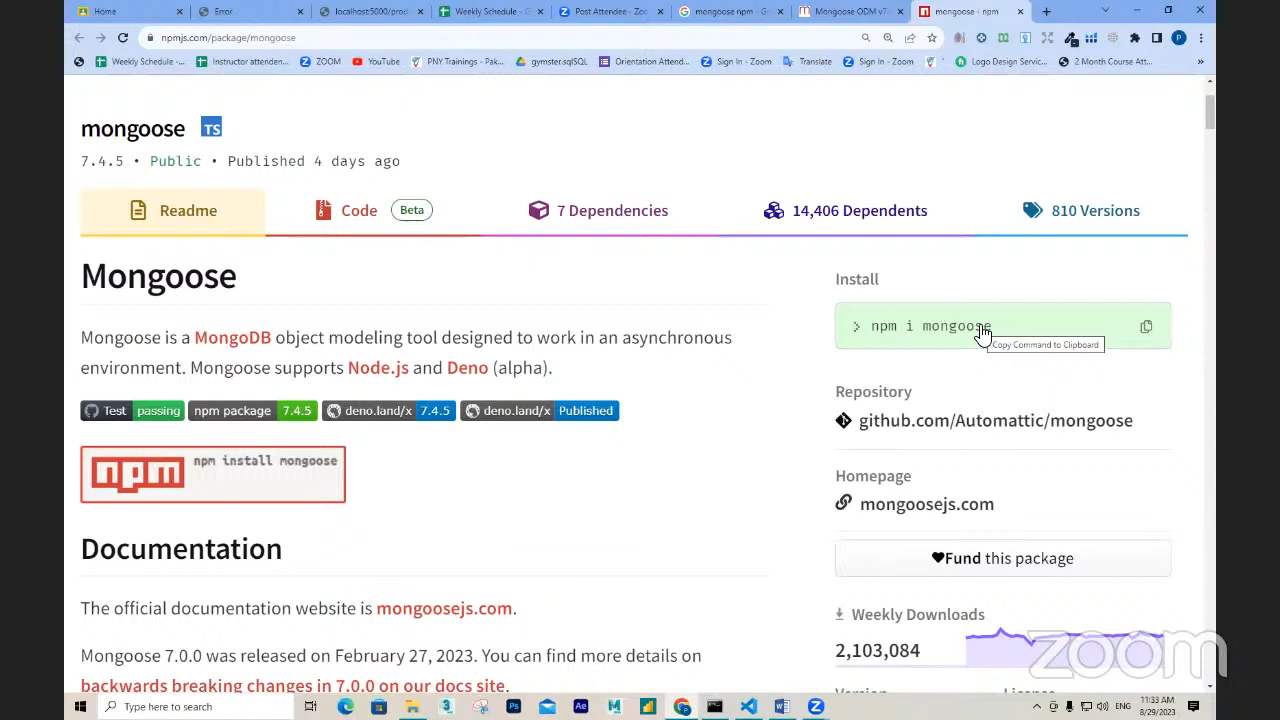 Home
Error
localhost:5000/prod
Weekly Schedule - G
Post Attendee - Zoo
mongoose npm - G
Mongoose ODM v7.
mongoose - npm
npmjs.com/package/mongoose
Weekly Schedule -...
Instructor attenden...
ZOOM
YouTube
PNY Trainings - Pak...
gymster.sqlSQL
Orientation Attend...
Sign In - Zoom
Translate
Sign In - Zoom
Logo Design Servic...
2 Month Course Att...
»
mongoose TS
7.4.5 • Public • Published 4 days ago
Readme
Code Beta
7 Dependencies
14,406 Dependents
810 Versions
Mongoose
Mongoose is a MongoDB object modeling tool designed to work in an asynchronous
environment. Mongoose supports Node.js and Deno (alpha).
Test passing npm package 7.4.5 deno.land/x 7.4.5 deno.land/x Published
npm npm install mongoose
Documentation
The official documentation website is mongoosejs.com.
Mongoose 7.0.0 was released on February 27, 2023. You can find more details on
backwards breaking changes in 7.0.0 on our docs site.
Install
> npm i mongoose
Copy Command to Clipboard
Repository
github.com/Automattic/mongoose
Homepage
mongoosejs.com
Fund this package
Weekly Downloads
2,103,084
Version License
zoom
Type here to search
ENG
11:33 AM
8/29/2023